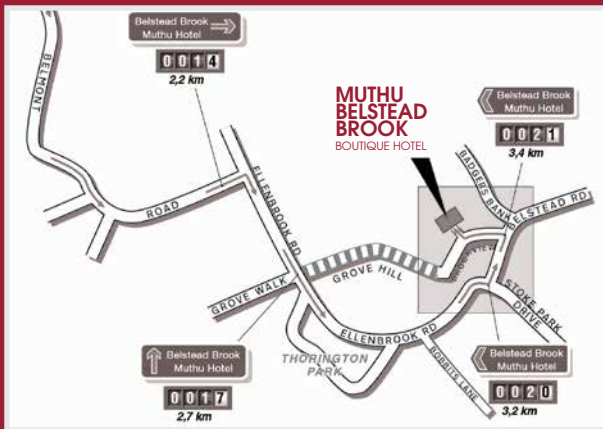 Belstead Brook
Muthu Hotel
0014
2,2 km
BELMONT
ROAD
MUTHU
BELSTEAD
BROOK
BOUTIQUE HOTEL
Belstead Brook
Muthu Hotel
0021
3,4 km
BADGERS BANK
BELSTEAD RD
ELLENBROOK RD
GROVE HILL
BROOKVIEW
GROVE WALK
STOKE PARK
DRIVE
ELLENBROOK RD
THORINGTON
PARK
BOBBITS LANE
Belstead Brook
Muthu Hotel
0017
2,7 km
Belstead Brook
Muthu Hotel
0020
3,2 km